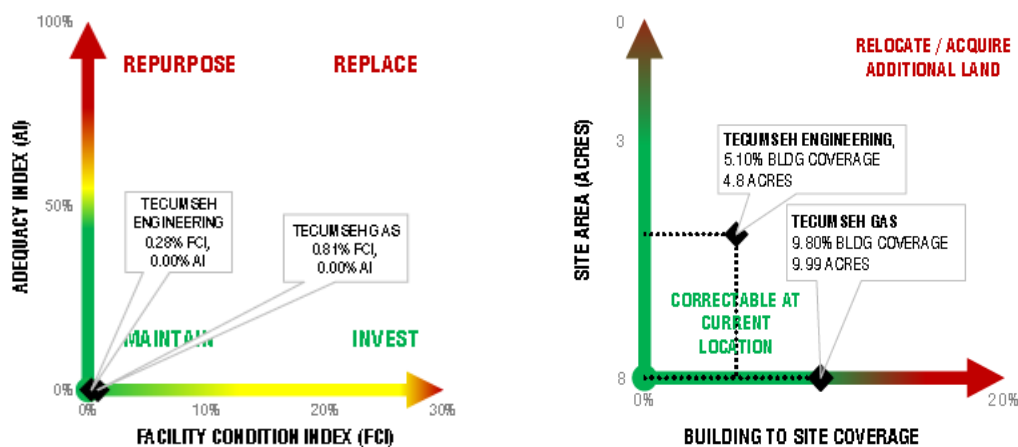 100%
REPURPOSE
REPLACE
ADEQUACY INDEX (AI)
TECUMSEH
ENGINEERING
0.28% FCI,
0.00% AI
TECUMSEH GAS
0.81% FCI,
0.00% AI
50%
MAINTAIN
INVEST
0%
0%
10%
20%
30%
FACILITY CONDITION INDEX (FCI)
0
RELOCATE / ACQUIRE
ADDITIONAL LAND
SITE AREA (ACRES)
3
TECUMSEH ENGINEERING,
5.10% BLDG COVERAGE
4.8 ACRES
TECUMSEH GAS
9.80% BLDG COVERAGE
9.99 ACRES
CORRECTABLE AT
CURRENT
LOCATION
8
0%
20%
BUILDING TO SITE COVERAGE